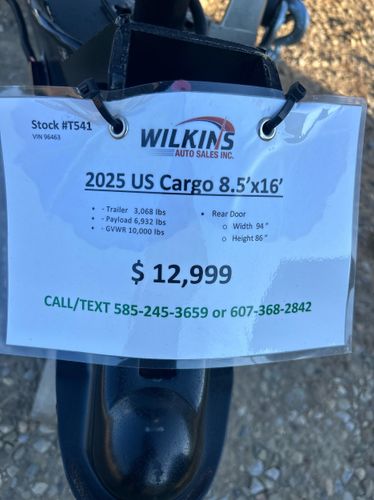 Stock #T541
VIN 96463
WILKINS
AUTO SALES INC.
2025 US Cargo 8.5'x16'
• - Trailer 3,068 lbs
• - Payload 6,932 lbs
• - GVWR 10,000 lbs
• Rear Door
○ Width 94 "
○ Height 86 "
$ 12,999
CALL/TEXT 585-245-3659 or 607-368-2842